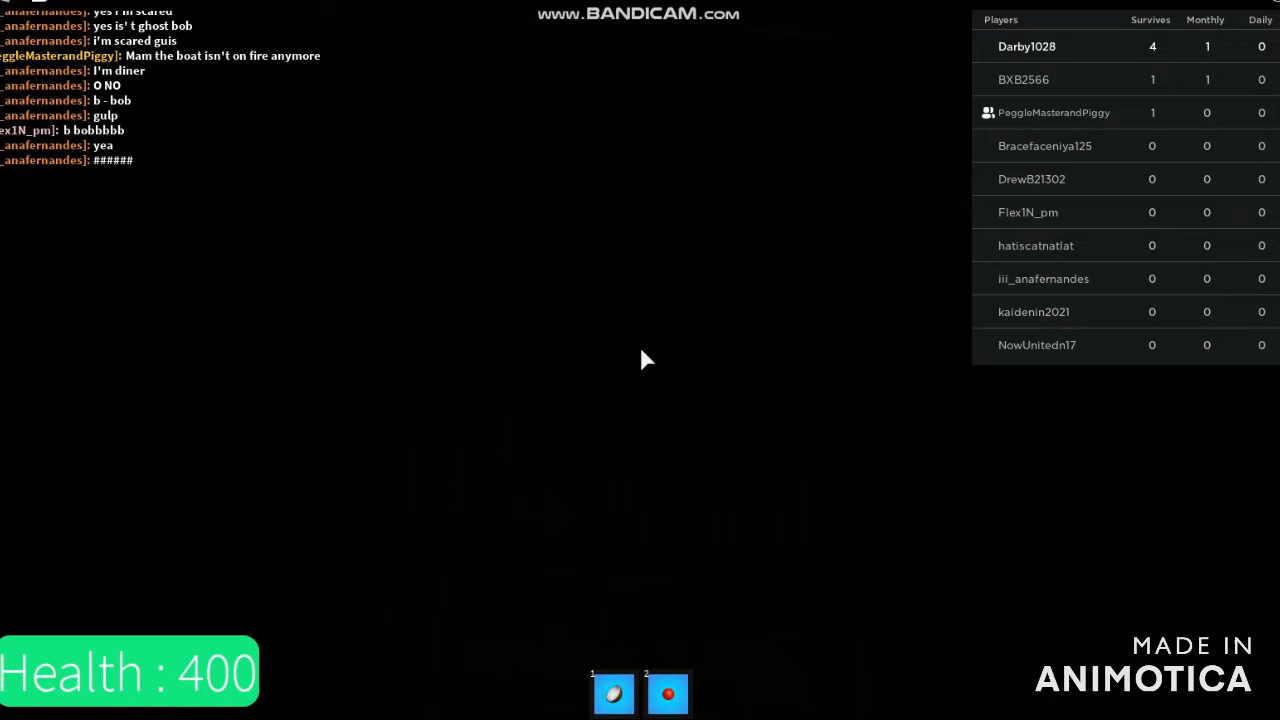 www.BANDICAM.com
yes i'm scared
yes is' t ghost bob
_anafernandes]: i'm scared guis
eggleMasterandPiggy]: Mam the boat isn't on fire anymore
_anafernandes]: I'm diner
_anafernandes]: O NO
_anafernandes]: b - bob
_anafernandes]: gulp
ex1N_pm]: b bobbbbb
_anafernandes]: yea
_anafernandes]: ######
Players Survives Monthly Daily
Darby1028 4 1 0
BXB2566 1 1 0
PeggleMasterandPiggy 1 0 0
Bracefaceniya125 0 0 0
DrewB21302 0 0 0
Flex1N_pm 0 0 0
hatiscatnatlat 0 0 0
iii_anafernandes 0 0 0
kaidenin2021 0 0 0
NowUnitedn17 0 0 0
Health : 400
1 2
MADE IN
ANIMOTICA